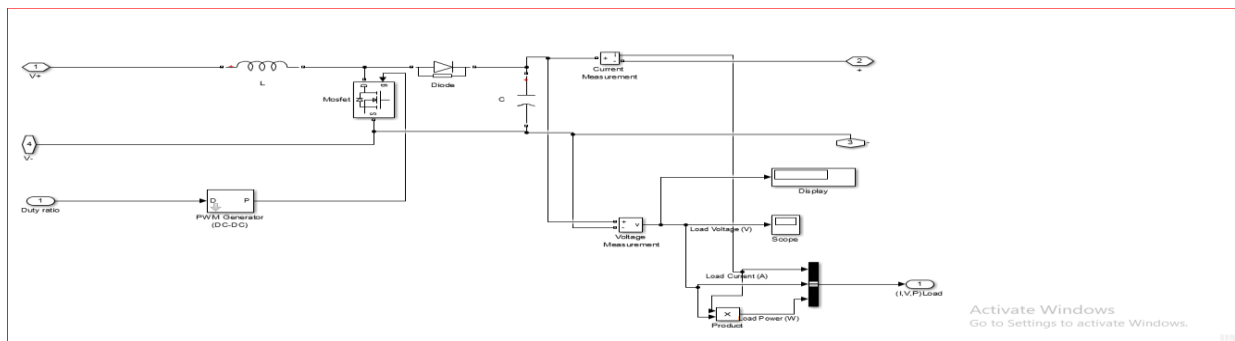 1
V+
L
Mosfet
D
g
S
Diode
C
+
-
i
Current
Measurement
2
+
4
V-
3
-
1
Duty ratio
D
P
PWM Generator
(DC-DC)
Display
+
-
v
Voltage
Measurement
Load Voltage (V)
Scope
Load Current (A)
×
Product
Load Power (W)
1
(I,V,P)Load
Activate Windows
Go to Settings to activate Windows.